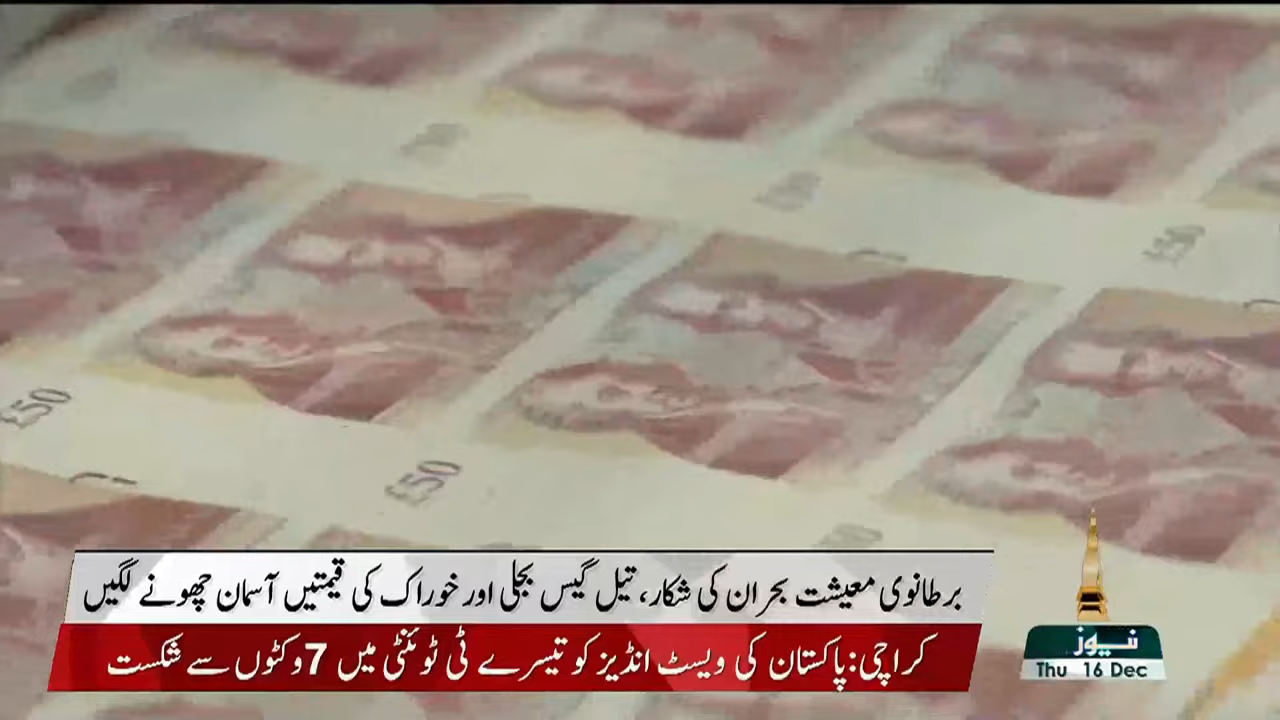 £50
£50
£50
برطانوی معیشت بحران کی شکار، تیل گیس بجلی اور خوراک کی قیمتیں آسمان چھونے لگیں
کراچی: پاکستان کی ویسٹ انڈیز کو تیسرے ٹی ٹوئنٹی میں 7 وکٹوں سے شکست
نیوز
Thu 16 Dec